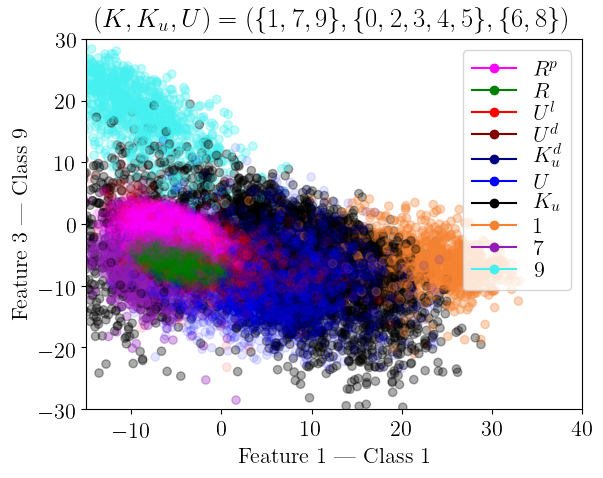 (K, K_u, U) = ({1, 7, 9}, {0, 2, 3, 4, 5}, {6, 8})
30
20
10
0
−10
−20
−30
Feature 3 — Class 9
R^p
R
U^l
U^d
K_u^d
U
K_u
1
7
9
−10
0
10
20
30
40
Feature 1 — Class 1